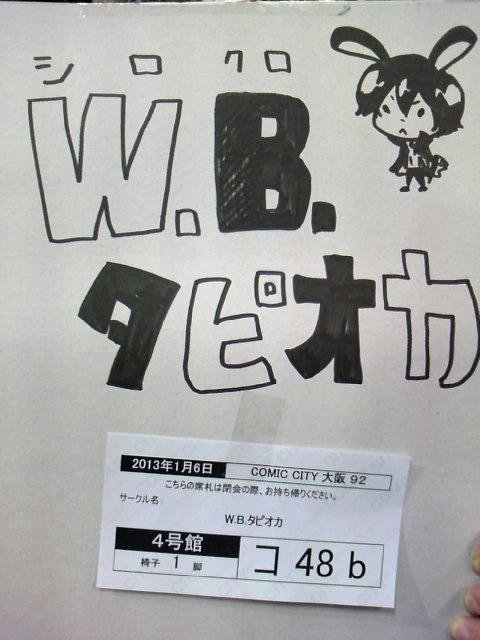 シロ クロ
W.B.
タピオカ
2013年1月6日 COMIC CITY 大阪 92
こちらの席札は閉会の際、お持ち帰りください。
サークル名
W.B.タピオカ
4号館
椅子 1 脚
コ 48 b